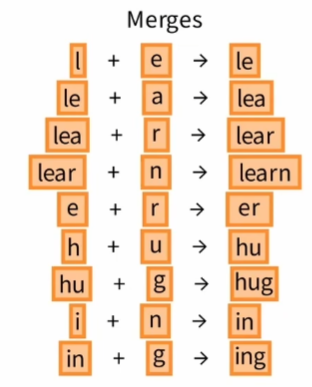 Merges
l + e → le
le + a → lea
lea + r → lear
lear + n → learn
e + r → er
h + u → hu
hu + g → hug
i + n → in
in + g → ing